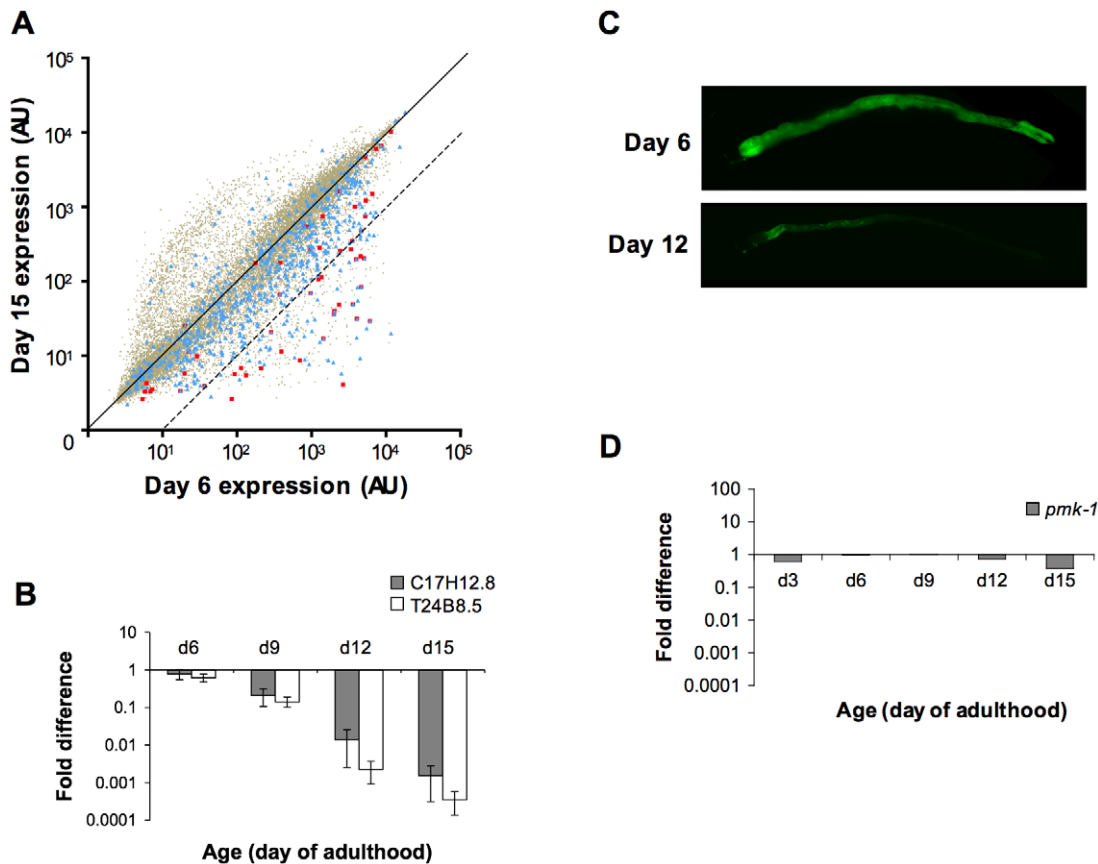 A
Day 15 expression (AU)
10⁵
10⁴
10³
10²
10¹
0
10¹
10²
10³
10⁴
10⁵
Day 6 expression (AU)
B
C17H12.8
T24B8.5
Fold difference
10
1
0.1
0.01
0.001
0.0001
d6
d9
d12
d15
Age (day of adulthood)
C
Day 6
Day 12
D
pmk-1
Fold difference
100
10
1
0.1
0.01
0.001
0.0001
d3
d6
d9
d12
d15
Age (day of adulthood)